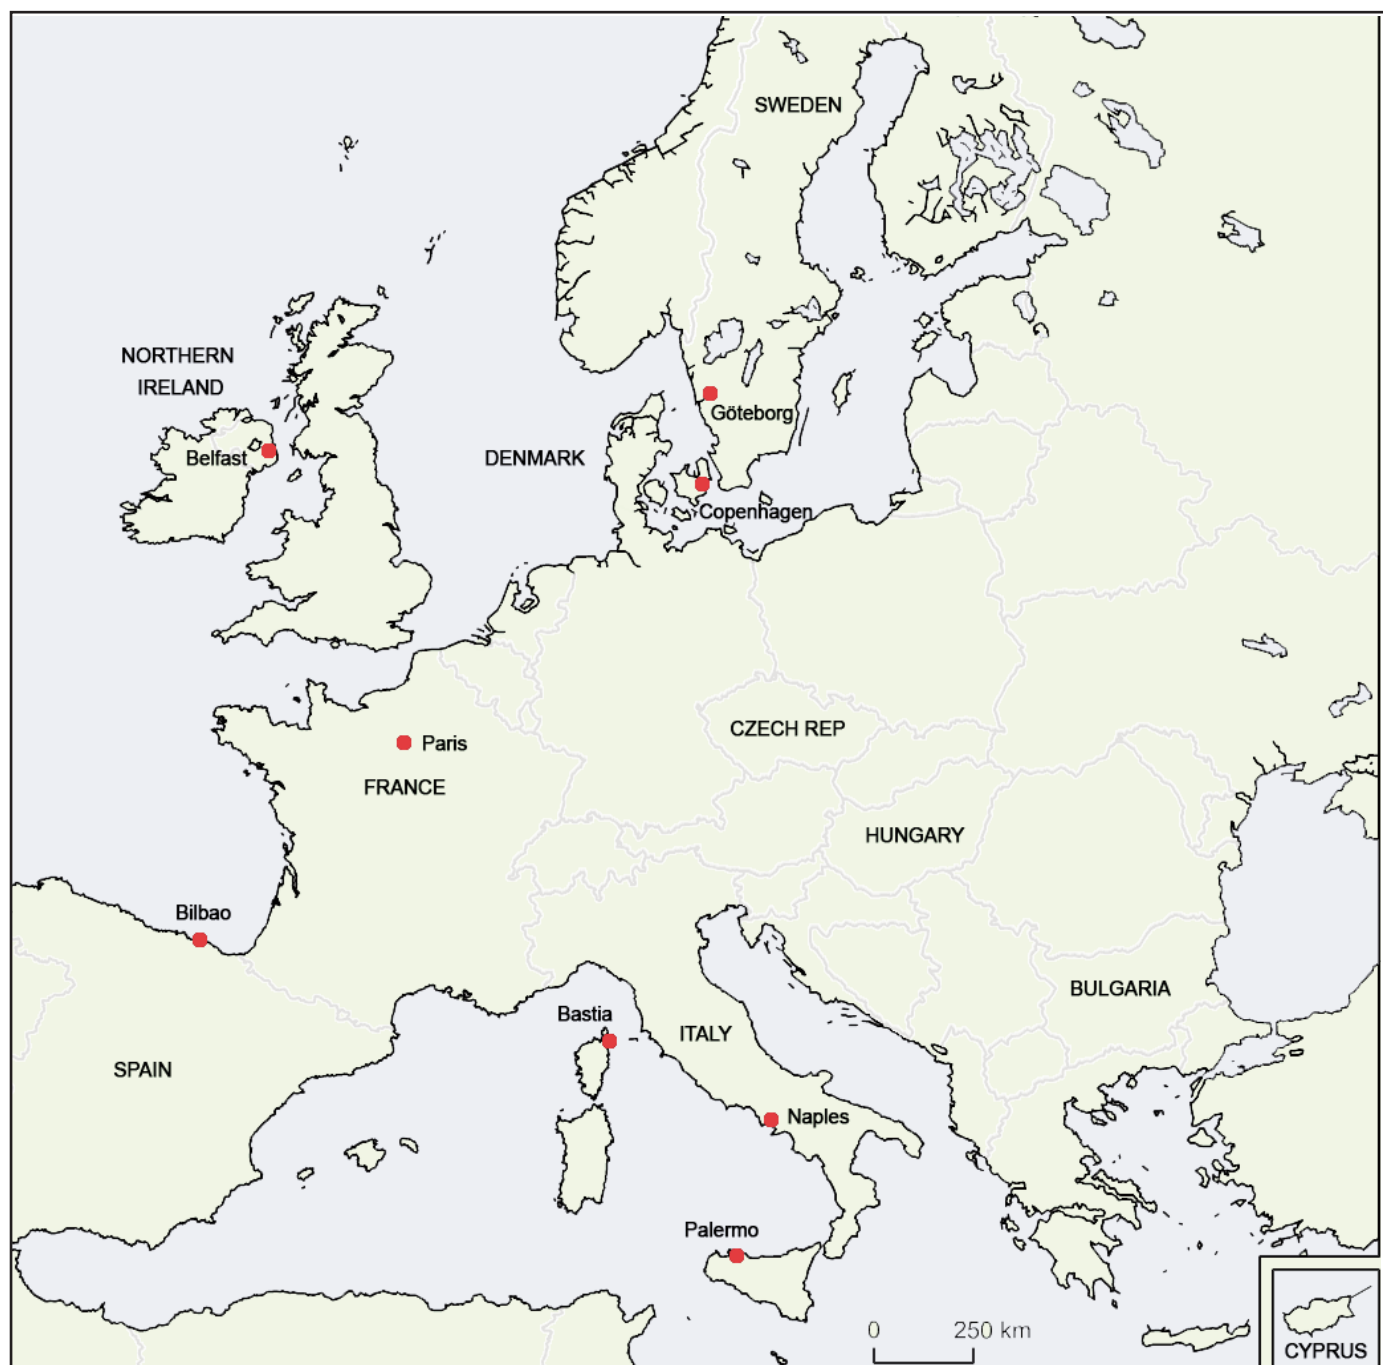 SWEDEN
NORTHERN
IRELAND
Göteborg
Belfast
DENMARK
Copenhagen
CZECH REP
Paris
FRANCE
HUNGARY
Bilbao
BULGARIA
Bastia
ITALY
SPAIN
Naples
Palermo
0 250 km
CYPRUS